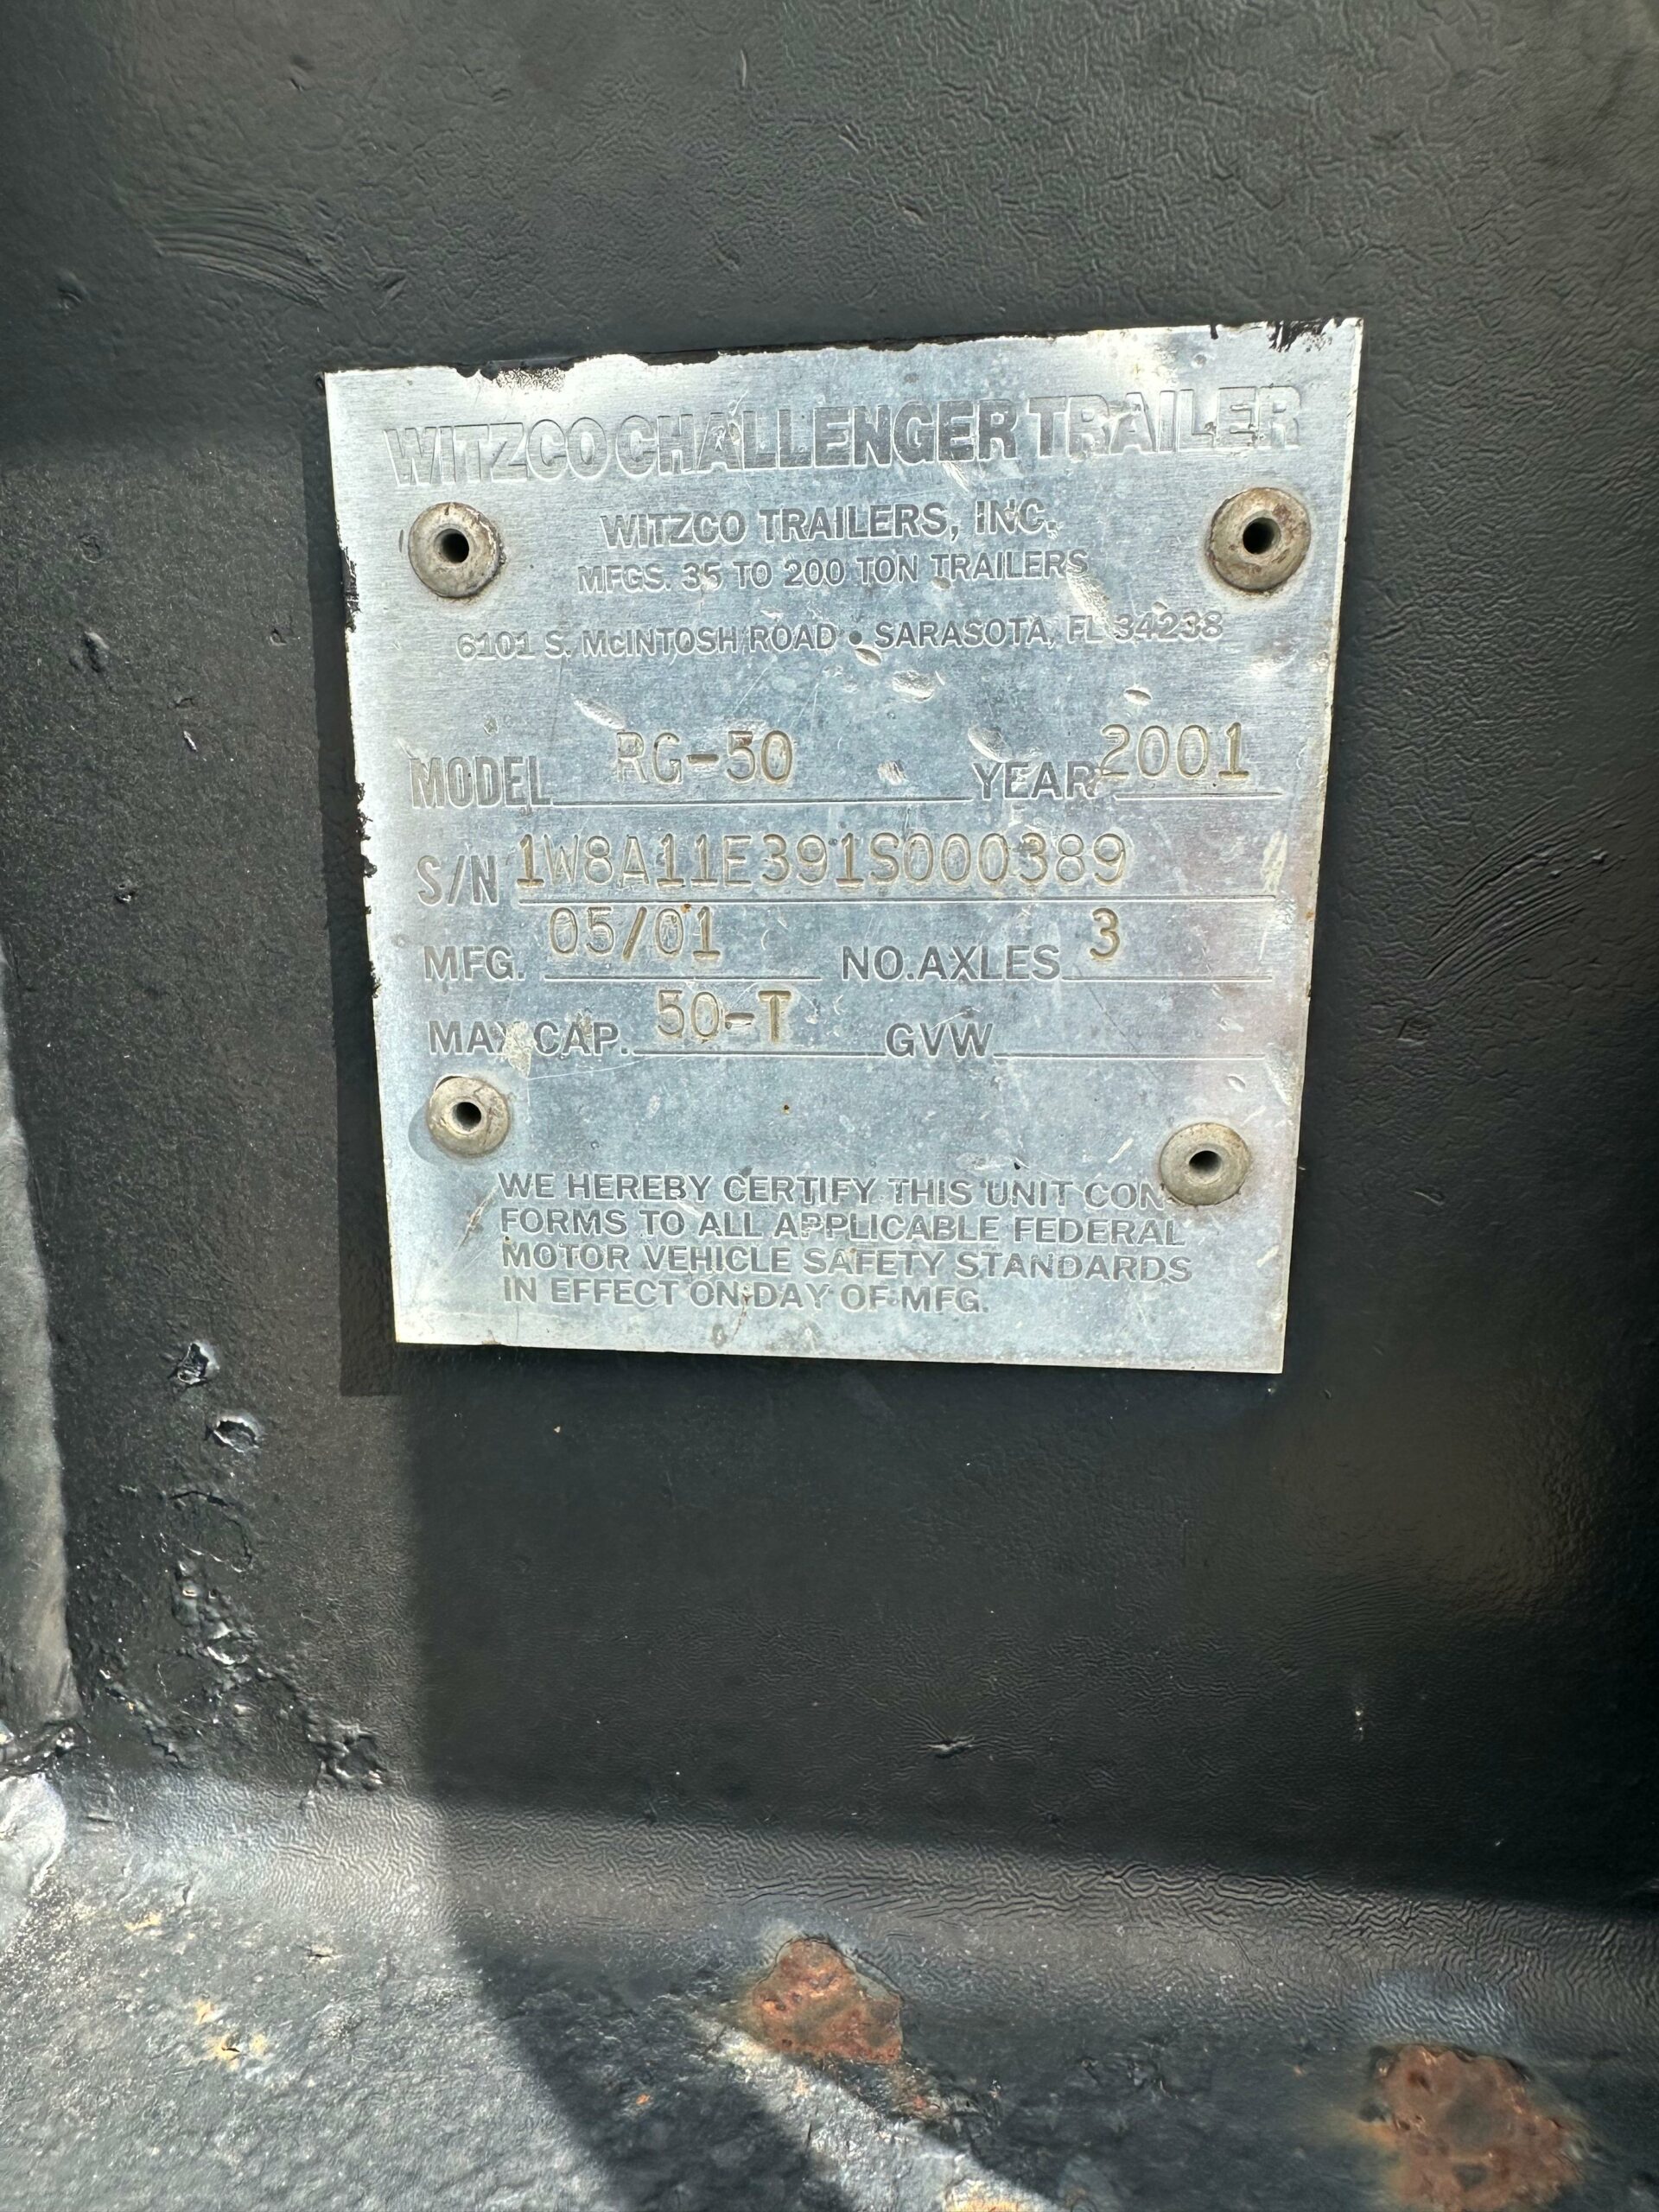 WITZCO CHALLENGER TRAILER
WITZCO TRAILERS, INC.
MFGS. 35 TO 200 TON TRAILERS
6101 S. McINTOSH ROAD • SARASOTA, FL 34238
MODEL RG-50 YEAR 2001
S/N 1W8A11E391S000389
MFG. 05/01 NO. AXLES 3
MAX CAP. 50-T GVW
WE HEREBY CERTIFY THIS UNIT CON-
FORMS TO ALL APPLICABLE FEDERAL
MOTOR VEHICLE SAFETY STANDARDS
IN EFFECT ON DAY OF MFG.